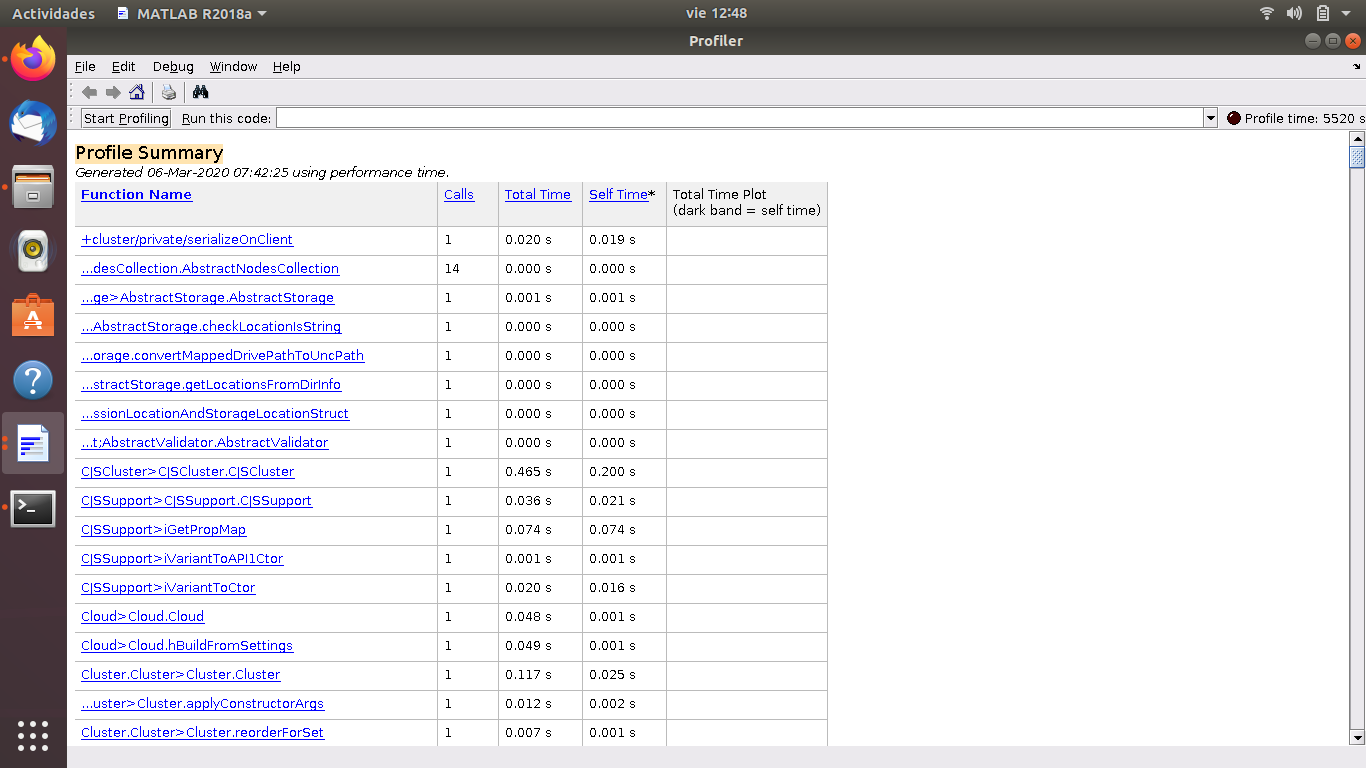 Actividades MATLAB R2018a vie 12:48
Profiler
File Edit Debug Window Help
Start Profiling Run this code: Profile time: 5520 s
Profile Summary
Generated 06-Mar-2020 07:42:25 using performance time.
Function Name Calls Total Time Self Time* Total Time Plot
(dark band = self time)
+cluster/private/serializeOnClient 1 0.020 s 0.019 s
...desCollection.AbstractNodesCollection 14 0.000 s 0.000 s
...ge>AbstractStorage.AbstractStorage 1 0.001 s 0.001 s
...AbstractStorage.checkLocationIsString 1 0.000 s 0.000 s
...orage.convertMappedDrivePathToUncPath 1 0.000 s 0.000 s
...stractStorage.getLocationsFromDirInfo 1 0.000 s 0.000 s
...ssionLocationAndStorageLocationStruct 1 0.000 s 0.000 s
...t;AbstractValidator.AbstractValidator 1 0.000 s 0.000 s
CJSCluster>CJSCluster.CJSCluster 1 0.465 s 0.200 s
CJSSupport>CJSSupport.CJSSupport 1 0.036 s 0.021 s
CJSSupport>iGetPropMap 1 0.074 s 0.074 s
CJSSupport>iVariantToAPI1Ctor 1 0.001 s 0.001 s
CJSSupport>iVariantToCtor 1 0.020 s 0.016 s
Cloud>Cloud.Cloud 1 0.048 s 0.001 s
Cloud>Cloud.hBuildFromSettings 1 0.049 s 0.001 s
Cluster.Cluster>Cluster.Cluster 1 0.117 s 0.025 s
...uster>Cluster.applyConstructorArgs 1 0.012 s 0.002 s
Cluster.Cluster>Cluster.reorderForSet 1 0.007 s 0.001 s